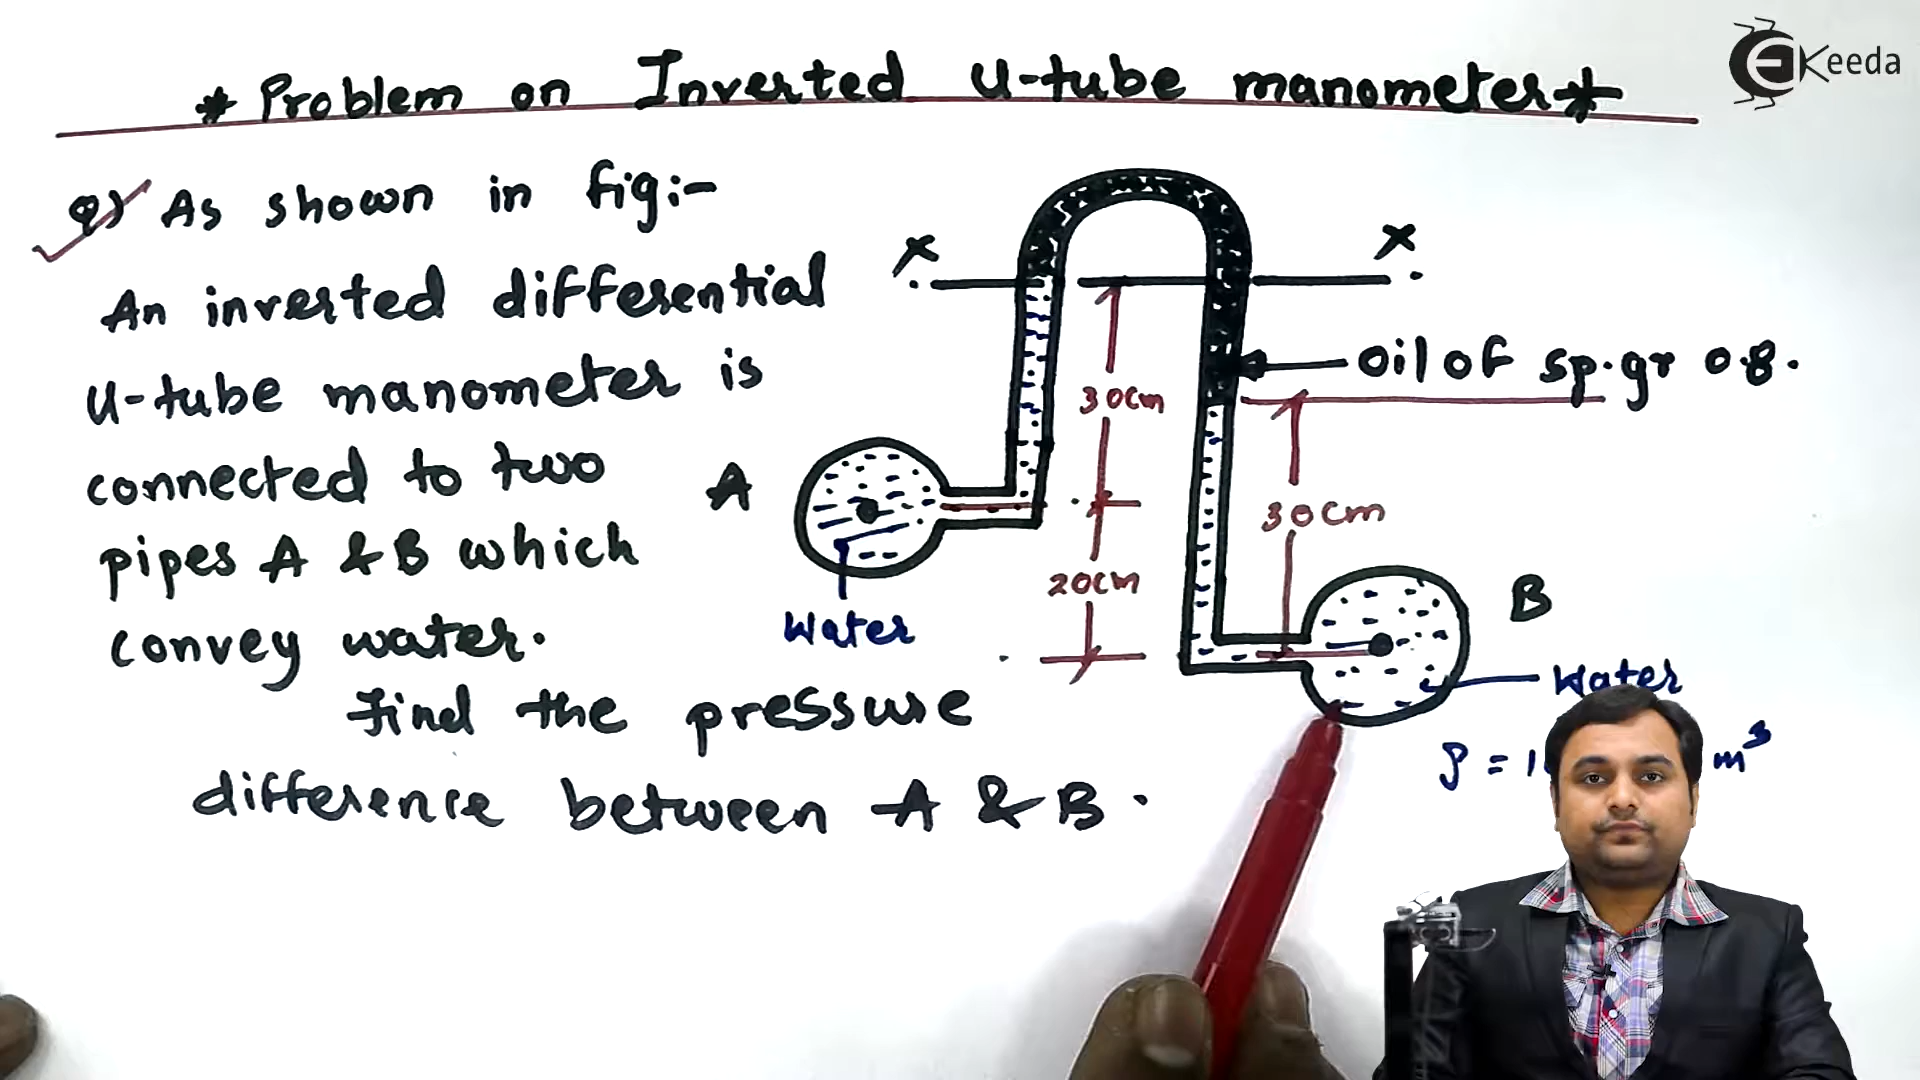 * Problem on Inverted U-tube manometer *
EKeeda
Q) As shown in fig:-
An inverted differential
U-tube manometer is
connected to two
pipes A & B which
convey water.
Find the pressure
difference between A & B.
X
X
Oil of sp.gr 0.8.
30cm
A
30cm
20cm
B
Water
Water
m³